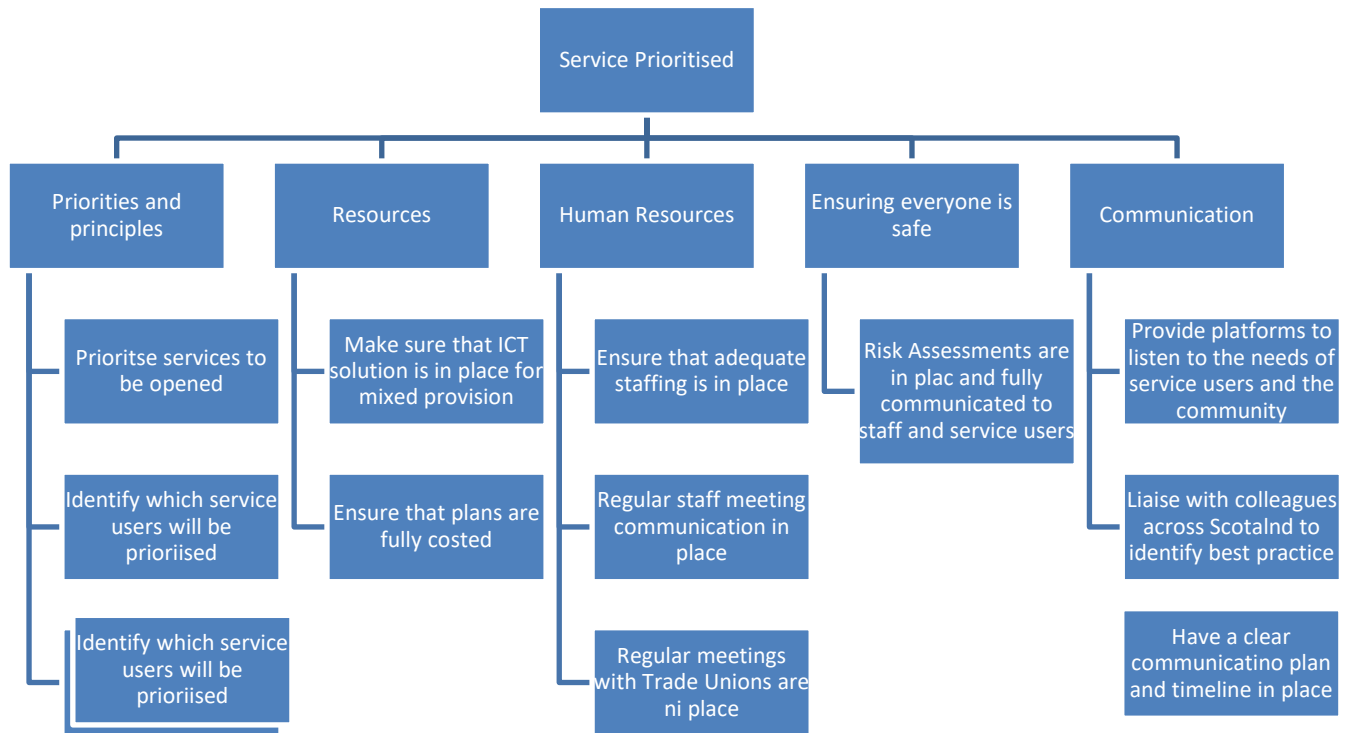 Service Prioritised
Priorities and
principles
Resources
Human Resources
Ensuring everyone is
safe
Communication
Prioritse services to
be opened
Identify which service
users will be
prioriised
Identify which service
users will be
prioriised
Make sure that ICT
solution is in place for
mixed provision
Ensure that plans are
fully costed
Ensure that adequate
staffing is in place
Regular staff meeting
communication in
place
Regular meetings
with Trade Unions are
ni place
Risk Assessments are
in plac and fully
communicated to
staff and service users
Provide platforms to
listen to the needs of
service users and the
community
Liaise with colleagues
across Scotalnd to
identify best practice
Have a clear
communicatino plan
and timeline in place